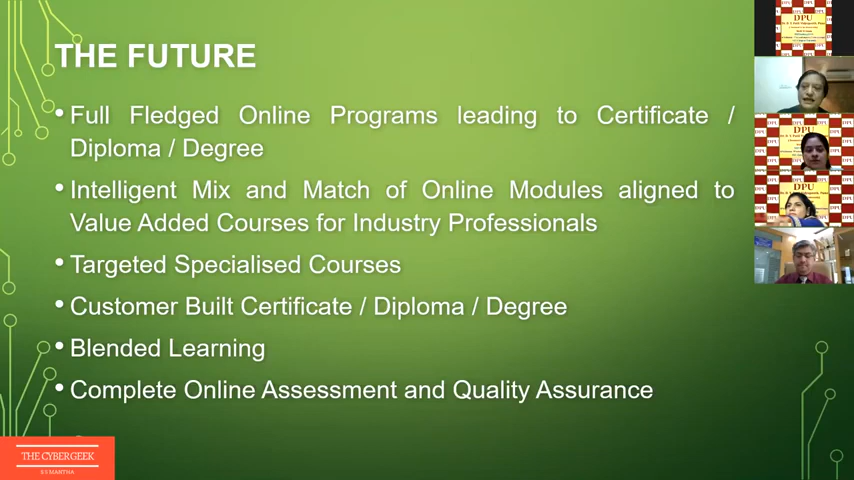 THE FUTURE
• Full Fledged Online Programs leading to Certificate /
Diploma / Degree
• Intelligent Mix and Match of Online Modules aligned to
Value Added Courses for Industry Professionals
• Targeted Specialised Courses
• Customer Built Certificate / Diploma / Degree
• Blended Learning
• Complete Online Assessment and Quality Assurance
THE CYBERGEEK
S S MANTHA
DPU
DPU
DPU